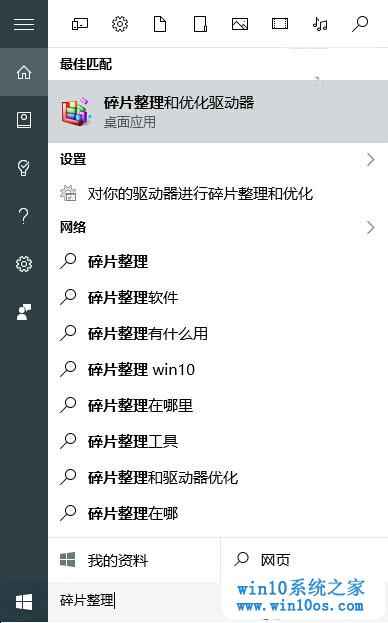 最佳匹配
碎片整理和优化驱动器
桌面应用
设置
对你的驱动器进行碎片整理和优化
网络
碎片整理
碎片整理软件
碎片整理有什么用
碎片整理 win10
碎片整理在哪里
碎片整理工具
碎片整理和驱动器优化
碎片整理在哪
我的资料
网页
碎片整理
win10系统之家
www.win10os.com